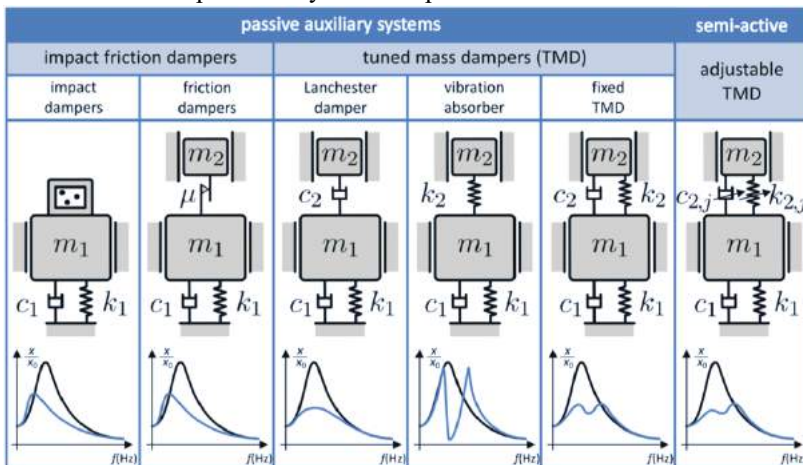 passive auxiliary systems semi-active
impact friction dampers tuned mass dampers (TMD) adjustable
TMD
impact
dampers
friction
dampers
Lanchester
damper
vibration
absorber
fixed
TMD
m₂ m₂ m₂ m₂ m₂
μ c₂ k₂ c₂ k₂ c₂,ⱼ k₂,ⱼ
m₁ m₁ m₁ m₁ m₁ m₁
c₁ k₁ c₁ k₁ c₁ k₁ c₁ k₁ c₁ k₁ c₁ k₁
x/x₀ x/x₀ x/x₀ x/x₀ x/x₀ x/x₀
f(Hz) f(Hz) f(Hz) f(Hz) f(Hz) f(Hz)